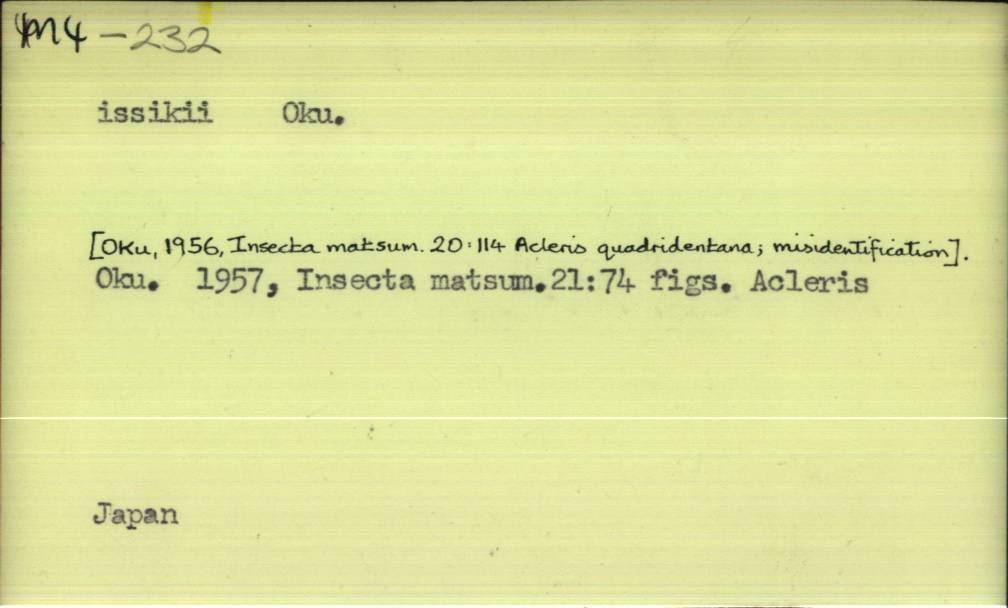 M4-232
issikii Oku.
[Oku, 1956, Insecta matsum. 20:114 Acleris quadridentana; misidentification].
Oku. 1957, Insecta matsum.21:74 figs. Acleris
Japan